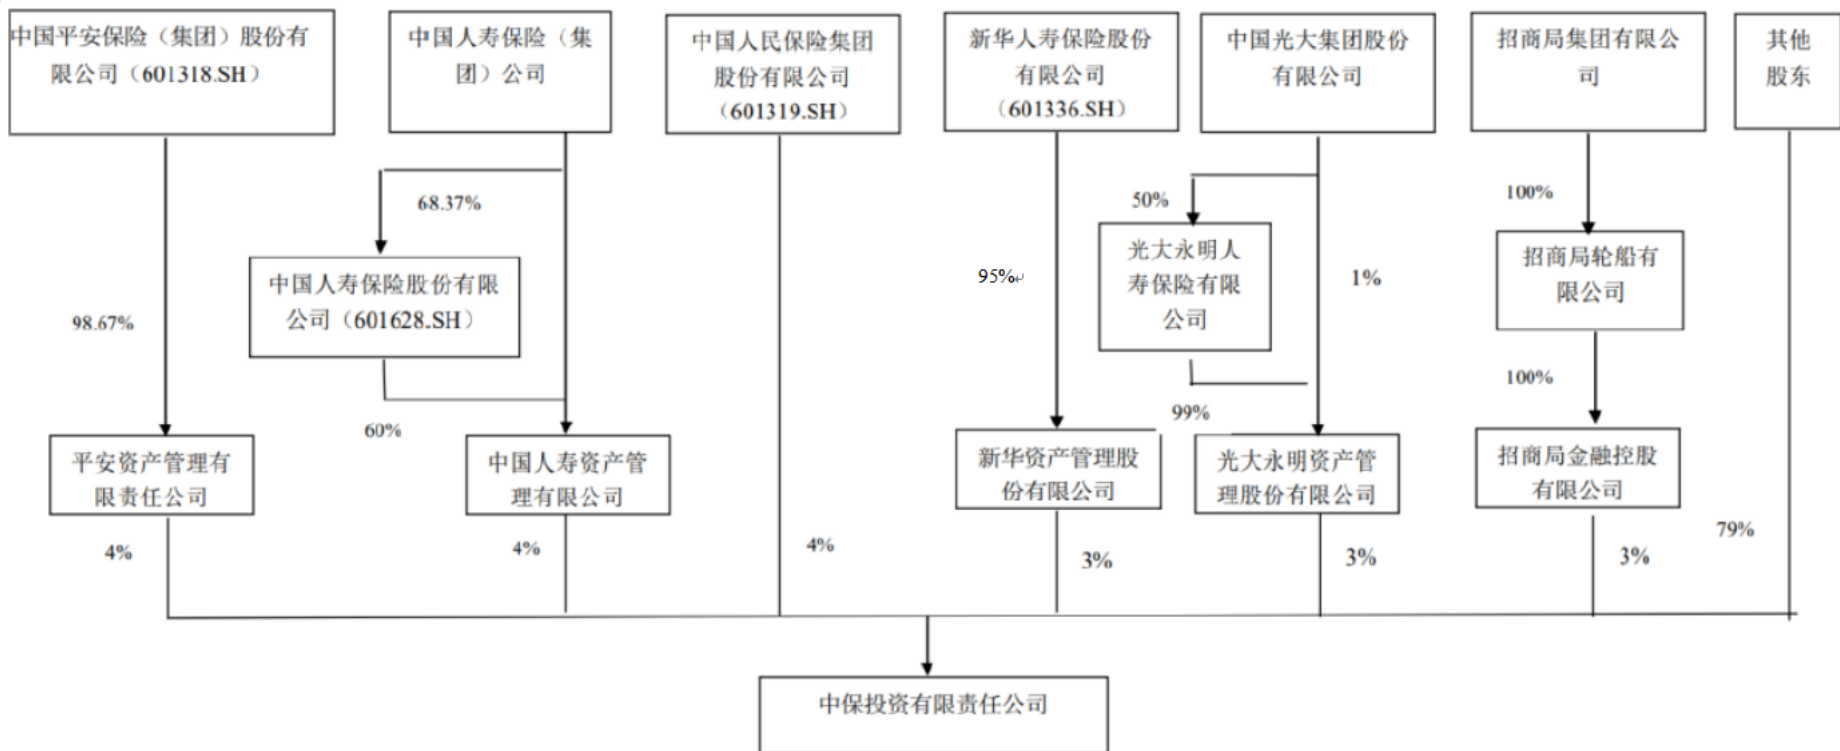 中国平安保险（集团）股份有
限公司（601318.SH）
中国人寿保险（集
团）公司
中国人民保险集团
股份有限公司
（601319.SH）
新华人寿保险股份
有限公司
（601336.SH）
中国光大集团股份
有限公司
招商局集团有限公
司
其他
股东
68.37%
50%
100%
中国人寿保险股份有限
公司（601628.SH）
光大永明人
寿保险有限
公司
招商局轮船有
限公司
98.67%
95%
1%
100%
60%
99%
平安资产管理有
限责任公司
中国人寿资产管
理有限公司
新华资产管理股
份有限公司
光大永明资产管
理股份有限公司
招商局金融控股
有限公司
4%
4%
4%
3%
3%
3%
79%
中保投资有限责任公司